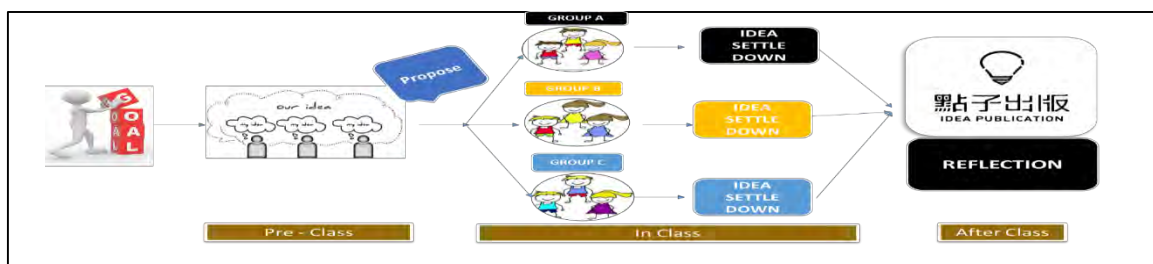 GOAL
Our idea
my idea
my idea
my idea
Propose
GROUP A
IDEA
SETTLE
DOWN
GROUP B
IDEA
SETTLE
DOWN
GROUP C
IDEA
SETTLE
DOWN
點子出版
IDEA PUBLICATION
REFLECTION
Pre - Class
In Class
After Class